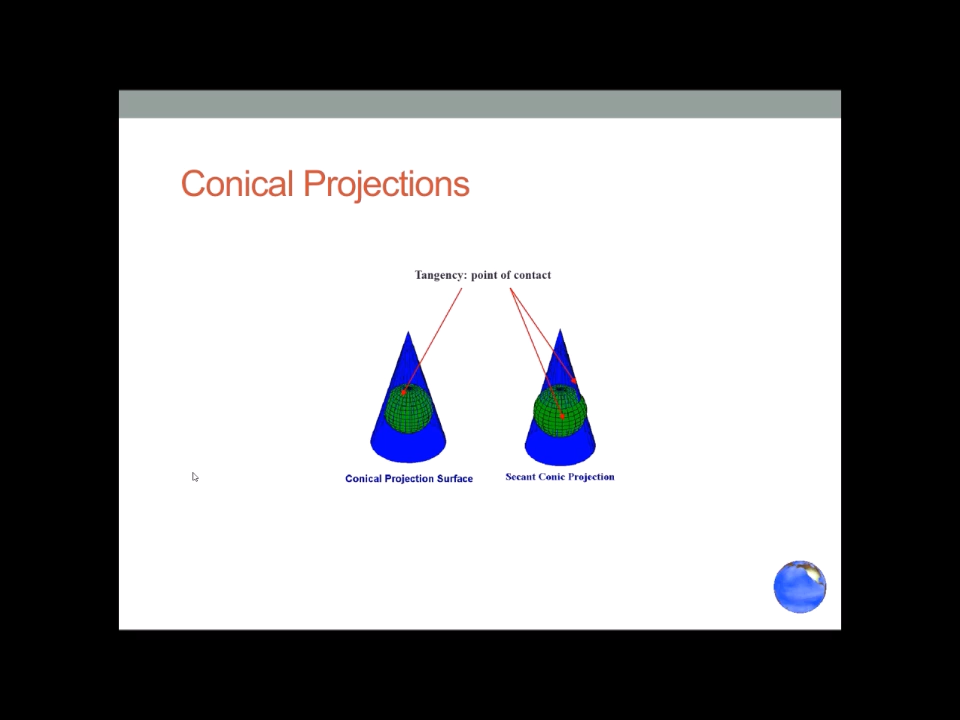 Conical Projections
Tangency: point of contact
Conical Projection Surface
Secant Conic Projection